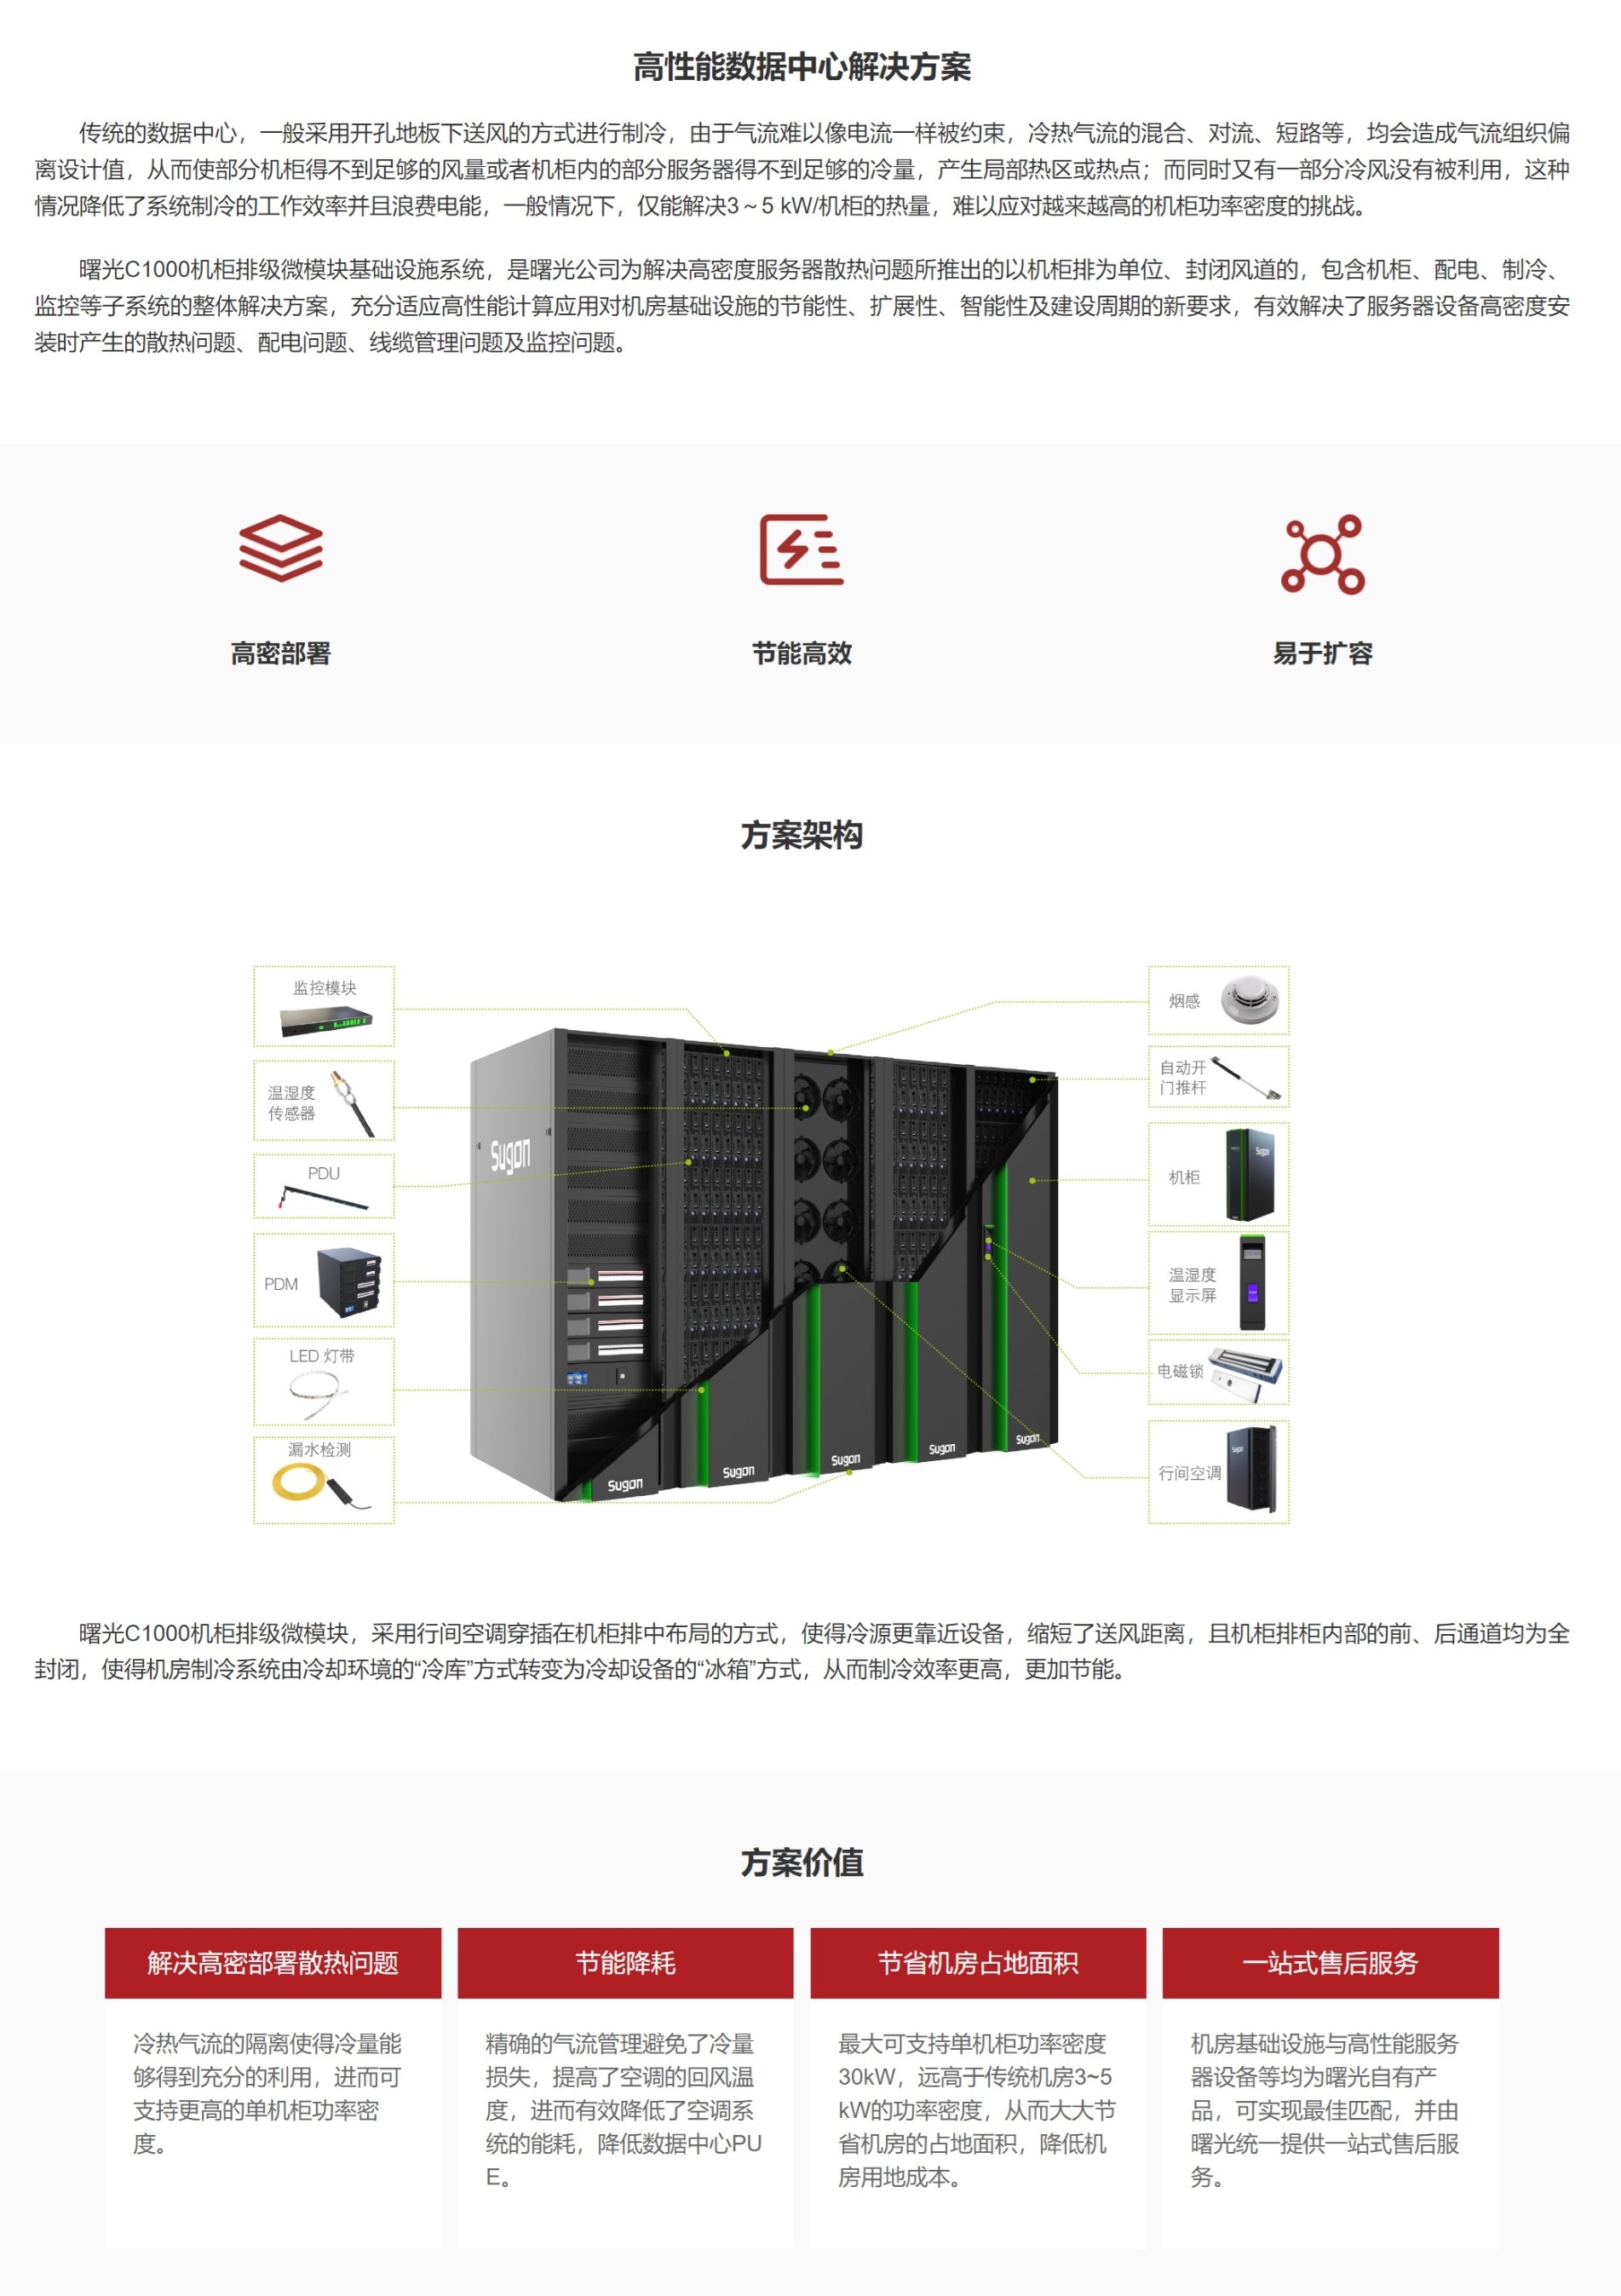 高性能数据中心解决方案
传统的数据中心，一般采用开孔地板下送风的方式进行制冷，由于气流难以像电流一样被约束，冷热气流的混合、对流、短路等，均会造成气流组织偏
离设计值，从而使部分机柜得不到足够的风量或者机柜内的部分服务器得不到足够的冷量，产生局部热区或热点；而同时又有一部分冷风没有被利用，这种
情况降低了系统制冷的工作效率并且浪费电能，一般情况下，仅能解决3～5 kW/机柜的热量，难以应对越来越高的机柜功率密度的挑战。
曙光C1000机柜排级微模块基础设施系统，是曙光公司为解决高密度服务器散热问题所推出的以机柜排为单位、封闭风道的，包含机柜、配电、制冷、
监控等子系统的整体解决方案，充分适应高性能计算应用对机房基础设施的节能性、扩展性、智能性及建设周期的新要求，有效解决了服务器设备高密度安
装时产生的散热问题、配电问题、线缆管理问题及监控问题。
高密部署
节能高效
易于扩容
方案架构
监控模块
温湿度
传感器
PDU
PDM
LED 灯带
漏水检测
Sugon
Sugon
Sugon
Sugon
Sugon
Sugon
烟感
自动开
门推杆
机柜
Sugon
温湿度
显示屏
电磁锁
行间空调
Sugon
曙光C1000机柜排级微模块，采用行间空调穿插在机柜排中布局的方式，使得冷源更靠近设备，缩短了送风距离，且机柜排柜内部的前、后通道均为全
封闭，使得机房制冷系统由冷却环境的“冷库”方式转变为冷却设备的“冰箱”方式，从而制冷效率更高，更加节能。
方案价值
解决高密部署散热问题
冷热气流的隔离使得冷量能
够得到充分的利用，进而可
支持更高的单机柜功率密
度。
节能降耗
精确的气流管理避免了冷量
损失，提高了空调的回风温
度，进而有效降低了空调系
统的能耗，降低数据中心PU
E。
节省机房占地面积
最大可支持单机柜功率密度
30kW，远高于传统机房3~5
kW的功率密度，从而大大节
省机房的占地面积，降低机
房用地成本。
一站式售后服务
机房基础设施与高性能服务
器设备等均为曙光自有产
品，可实现最佳匹配，并由
曙光统一提供一站式售后服
务。